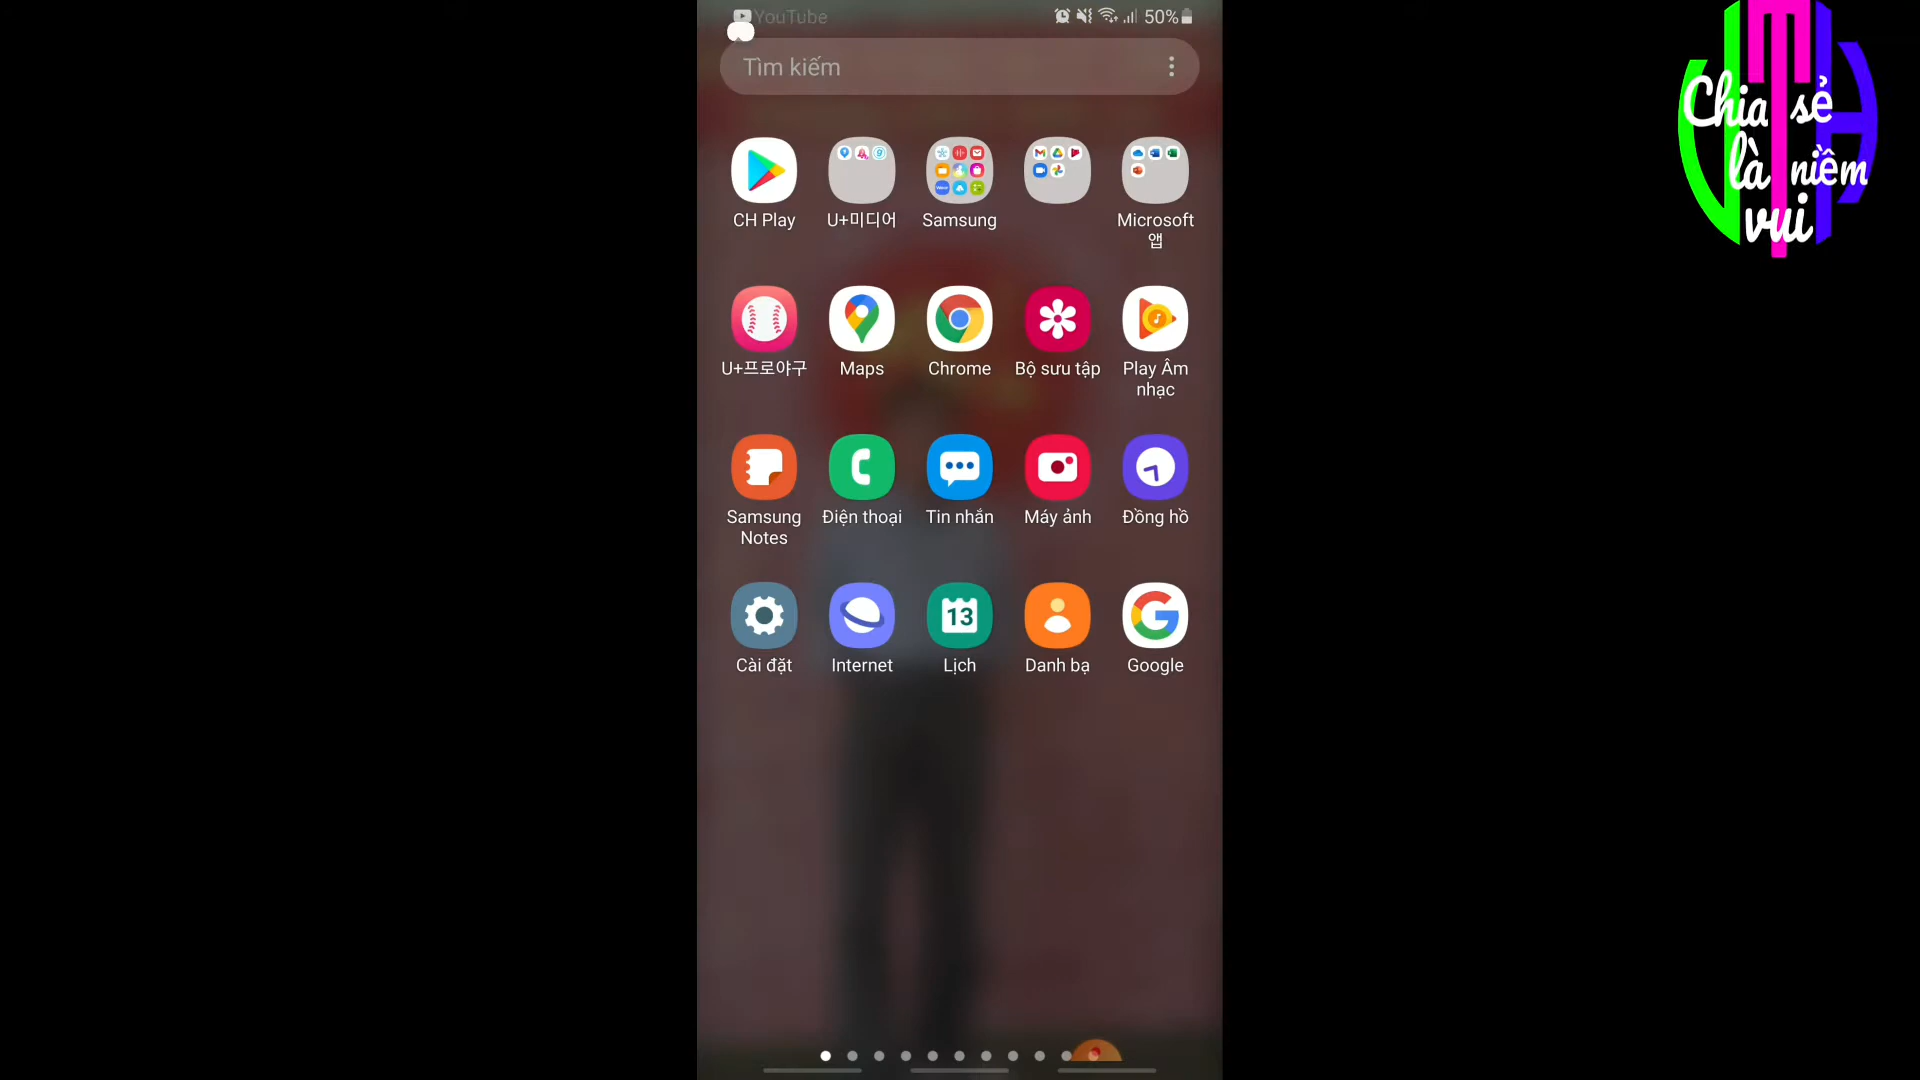 YouTube
50%
Tìm kiếm
CH Play
U+미디어
Samsung
Microsoft
앱
U+프로야구
Maps
Chrome
Bộ sưu tập
Play Âm
nhạc
Samsung
Notes
Điện thoại
Tin nhắn
Máy ảnh
Đồng hồ
13
Cài đặt
Internet
Lịch
Danh bạ
Google
Chia sẻ
là niềm
vui